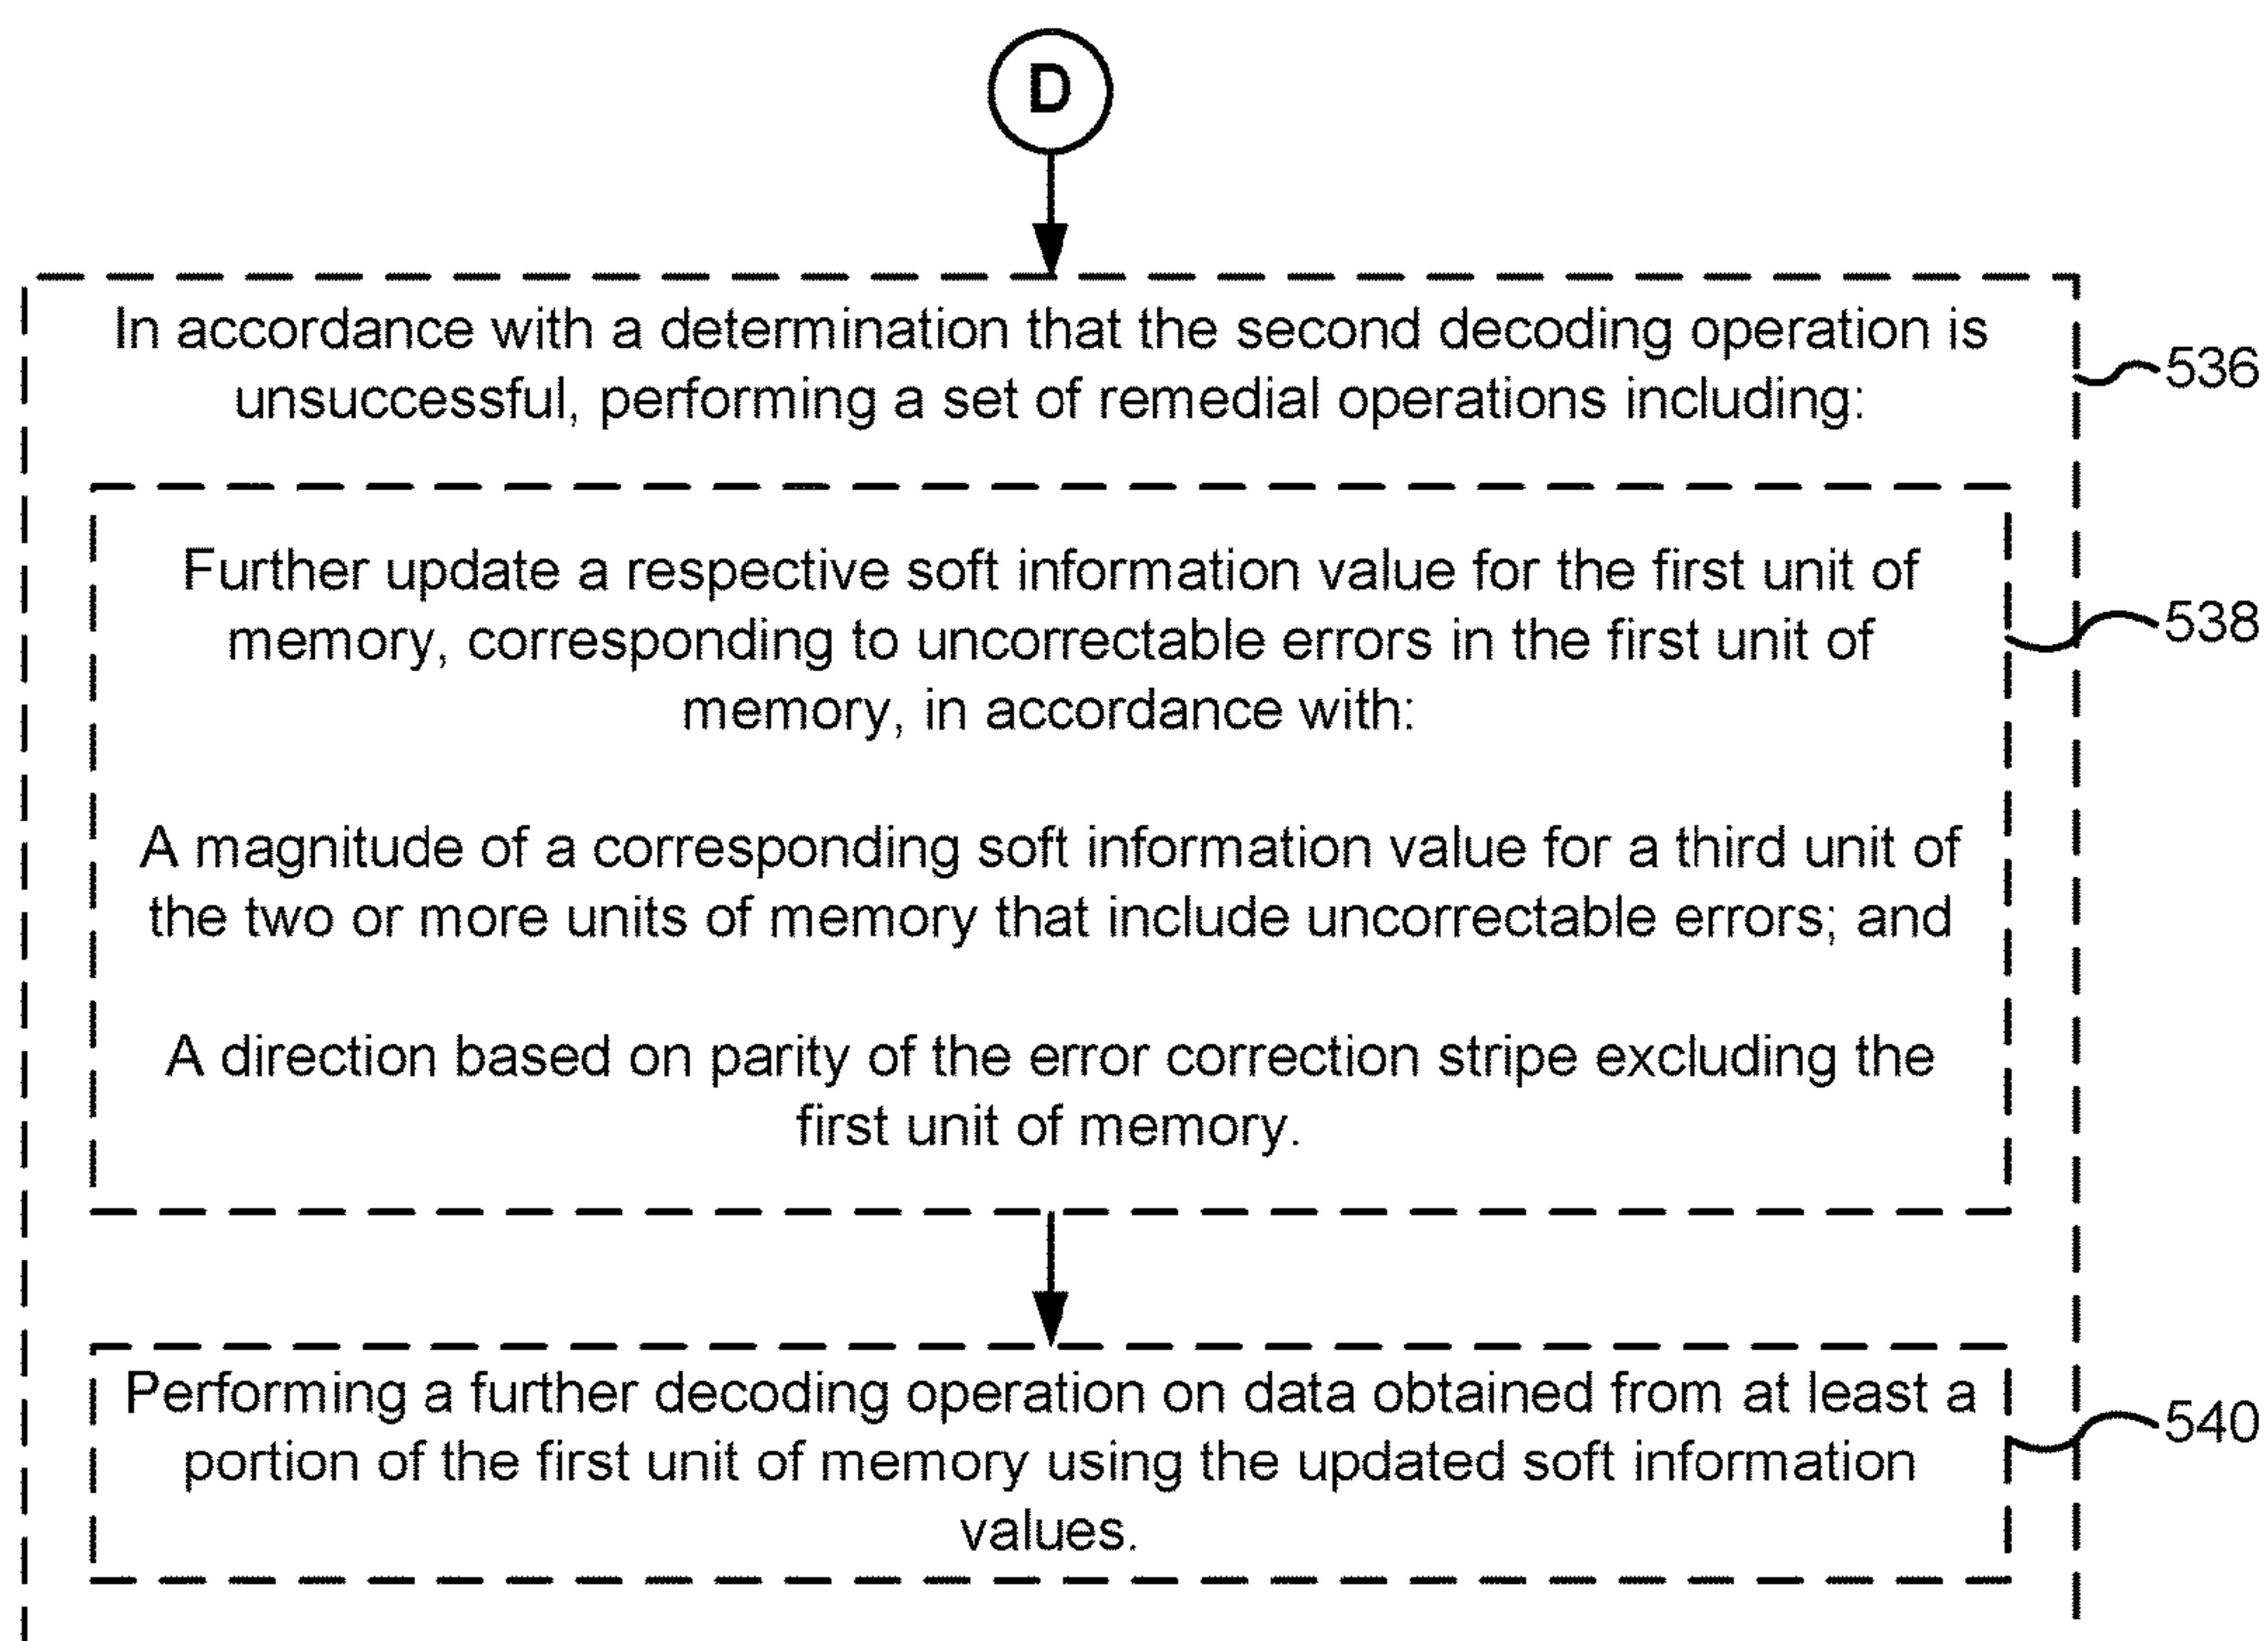 D
In accordance with a determination that the second decoding operation is
unsuccessful, performing a set of remedial operations including:
536
Further update a respective soft information value for the first unit of
memory, corresponding to uncorrectable errors in the first unit of
memory, in accordance with:
538
A magnitude of a corresponding soft information value for a third unit of
the two or more units of memory that include uncorrectable errors; and
A direction based on parity of the error correction stripe excluding the
first unit of memory.
Performing a further decoding operation on data obtained from at least a
portion of the first unit of memory using the updated soft information
values.
540